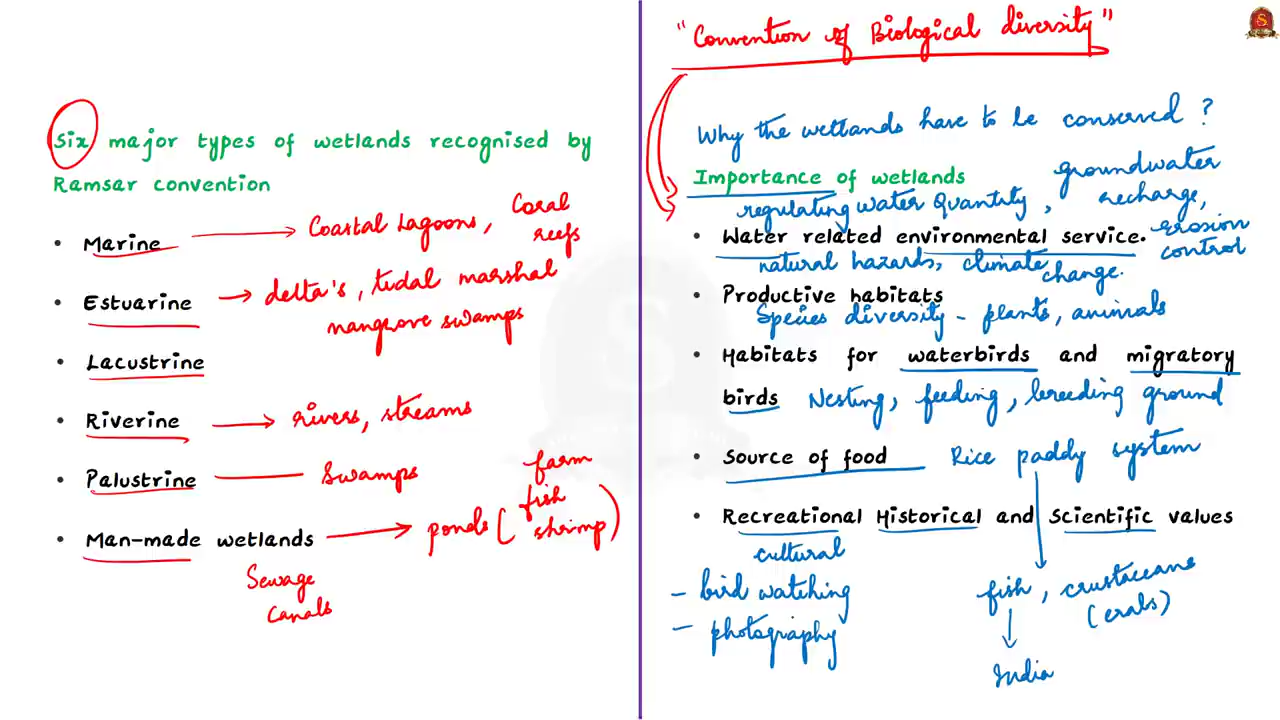 Six major types of wetlands recognised by
Ramsar convention
• Marine → Coastal Lagoons, Coral reefs
• Estuarine → delta's, tidal marshal
mangrove swamps
• Lacustrine
• Riverine → rivers, streams
• Palustrine — Swamps
• Man-made wetlands → ponds (farm fish shrimp)
Sewage
Canals
"Convention of Biological diversity"
Why the wetlands have to be conserved ?
Importance of wetlands
regulating water Quantity, groundwater recharge,
• Water related environmental service. erosion control
natural hazards, climate change.
• Productive habitats
Species diversity - plants, animals
• Habitats for waterbirds and migratory
birds Nesting, feeding, breeding ground
• Source of food Rice paddy system
• Recreational Historical and Scientific values
cultural
- bird watching
- photography
fish, crustaceans
(crabs)
India